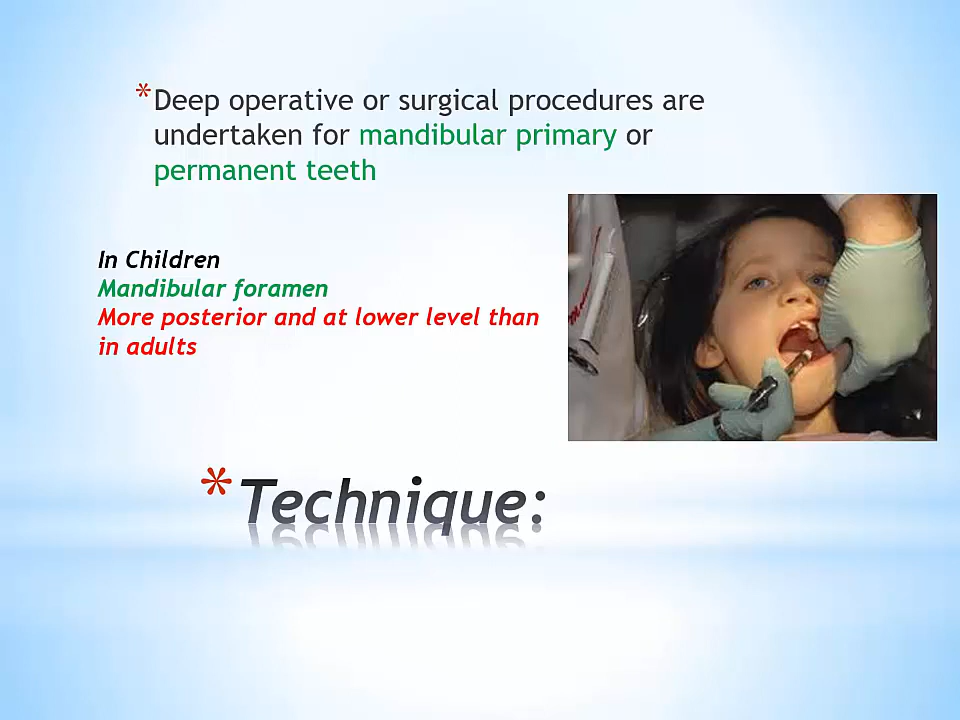 *Deep operative or surgical procedures are
undertaken for mandibular primary or
permanent teeth
In Children
Mandibular foramen
More posterior and at lower level than
in adults
*Technique: